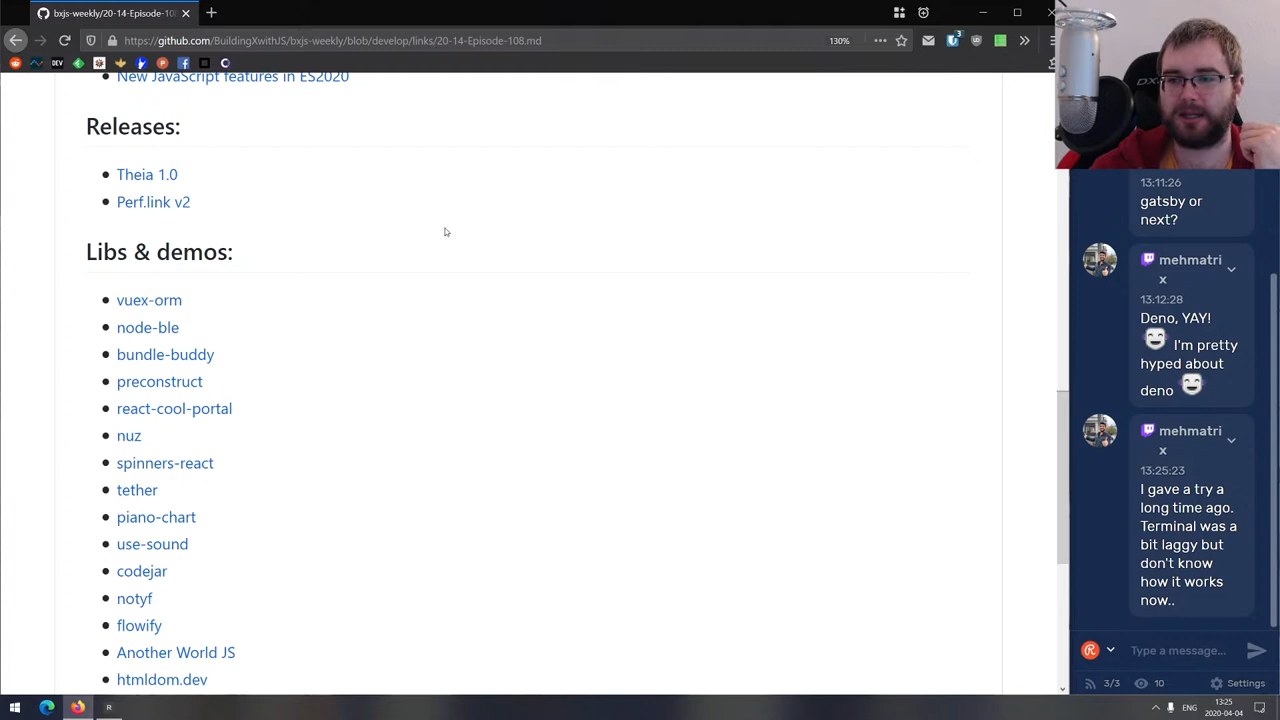 bxjs-weekly/20-14-Episode-108
https://github.com/BuildingXwithJS/bxjs-weekly/blob/develop/links/20-14-Episode-108.md
130%
3
DEV
New JavaScript features in ES2020
Releases:
Theia 1.0
Perf.link v2
Libs & demos:
vuex-orm
node-ble
bundle-buddy
preconstruct
react-cool-portal
nuz
spinners-react
tether
piano-chart
use-sound
codejar
notyf
flowify
Another World JS
htmldom.dev
DX
13:11:26
gatsby or
next?
mehmatri
x
13:12:28
Deno, YAY!
I'm pretty
hyped about
deno
mehmatri
x
13:25:23
I gave a try a
long time ago.
Terminal was a
bit laggy but
don't know
how it works
now..
Type a message...
3/3
10
Settings
R
ENG
13:25
2020-04-04